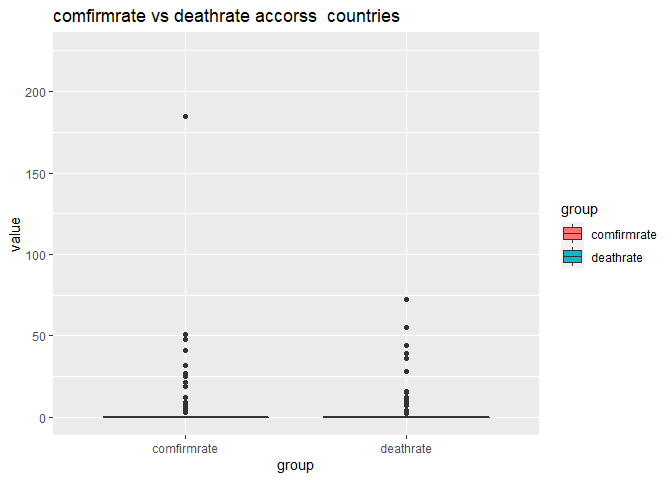 comfirmrate vs deathrate accorss  countries
200
150
100
50
0
value
comfirmrate
deathrate
group
group
comfirmrate
deathrate